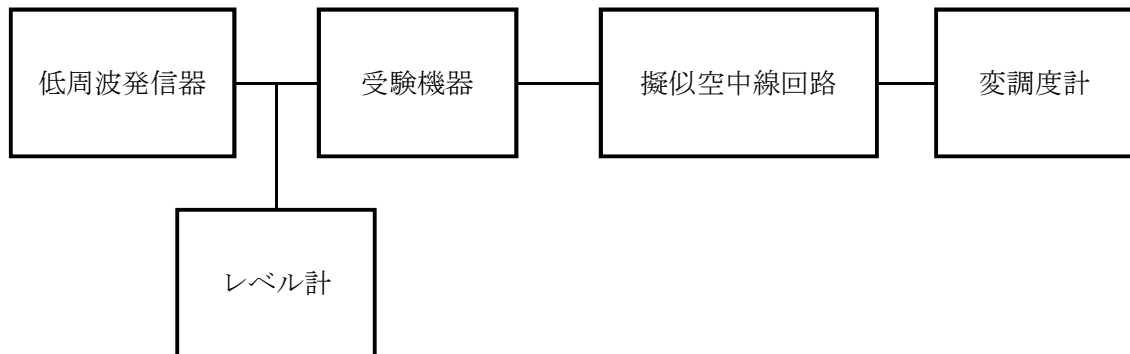 低周波発信器
受験機器
擬似空中線回路
変調度計
レベル計